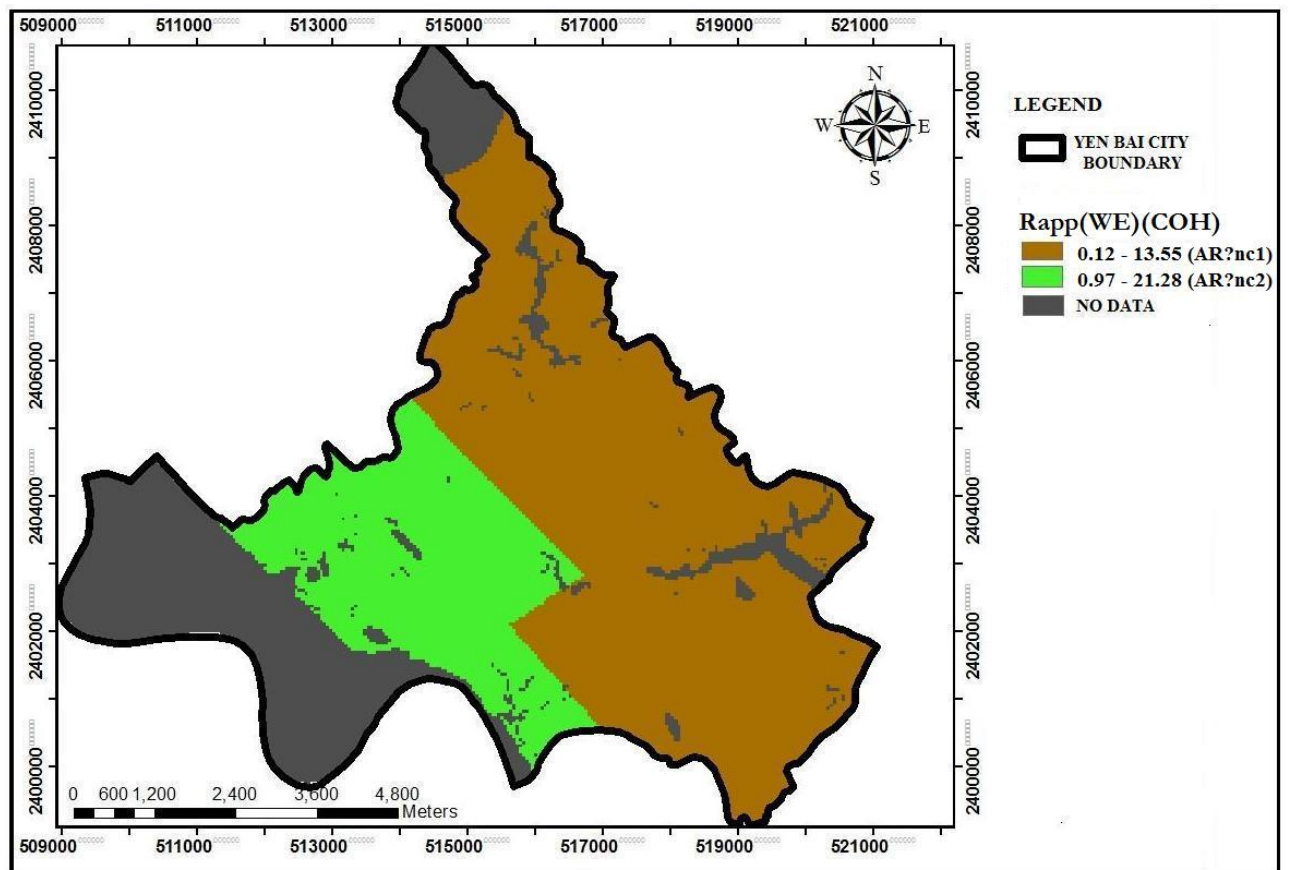 509000 511000 513000 515000 517000 519000 521000
2410000
2408000
2406000
2404000
2402000
2400000
N
W E
S
2410000
2408000
2406000
2404000
2402000
2400000
LEGEND
YEN BAI CITY
BOUNDARY
Rapp(WE)(COH)
0.12 - 13.55 (AR?nc1)
0.97 - 21.28 (AR?nc2)
NO DATA
0 600 1,200 2,400 3,600 4,800
Meters
509000 511000 513000 515000 517000 519000 521000